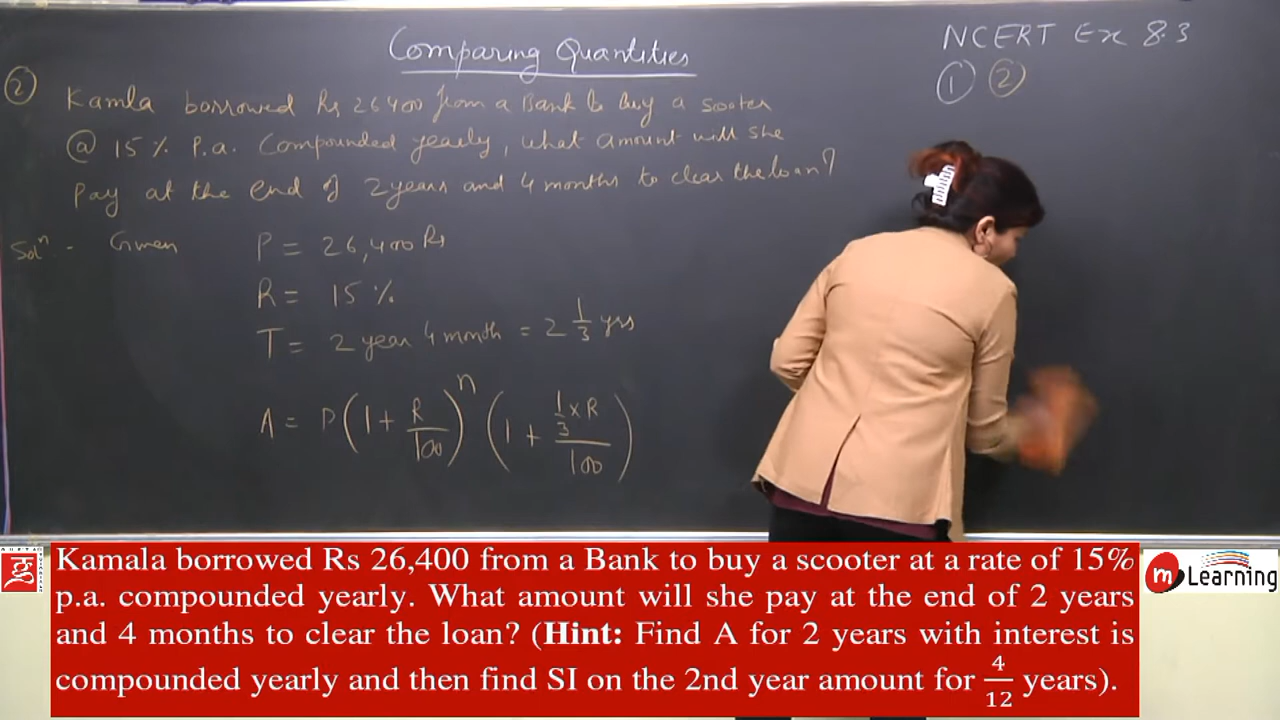 Comparing Quantities
NCERT Ex 8.3
① ②
② Kamla borrowed Rs 26400 from a Bank to buy a scooter
@ 15 % P.a. Compounded yearly, what amount will she
Pay at the end of 2 years and 4 months to clear the loan?
Solⁿ - Given P = 26,400 Rs
R = 15 %
T = 2 year 4 month = 2 1/3 yrs
A = P(1 + R/100)ⁿ (1 + (1/3 × R)/100)
Kamala borrowed Rs 26,400 from a Bank to buy a scooter at a rate of 15%
p.a. compounded yearly. What amount will she pay at the end of 2 years
and 4 months to clear the loan? (Hint: Find A for 2 years with interest is
compounded yearly and then find SI on the 2nd year amount for 4/12 years).
m Learning